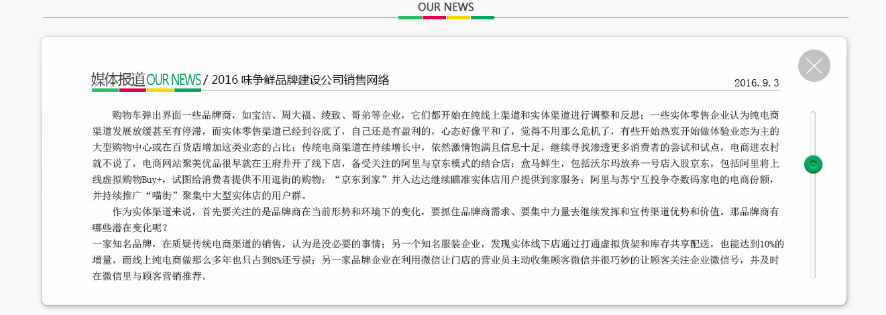 OUR NEWS
媒体报道 OUR NEWS / 2016 味争鲜品牌建设公司销售网络
2016.9.3
购物车弹出界面一些品牌商，如宝洁、周大福、绫致、哥弟等企业，它们都开始在纯线上渠道和实体渠道进行调整和反思；一些实体零售企业认为纯电商
渠道发展放缓甚至有停滞，而实体零售渠道已经到谷底了，自己还是有盈利的，心态好像平和了，觉得不用那么危机了，有些开始热衷开始做体验业态为主的
大型购物中心或在百货店增加这类业态的占比；传统电商渠道在持续增长中，依然激情饱满且信息十足，继续寻找渗透更多消费者的尝试和试点，电商进农村
就不说了，电商网站聚美优品很早就在王府井开了线下店，备受关注的阿里与京东模式的结合店：盒马鲜生，包括沃尔玛放弃一号店入股京东，包括阿里将上
线虚拟购物Buy+，试图给消费者提供不用逛街的购物；“京东到家”并入达达继续瞄准实体店用户提供到家服务；阿里与苏宁互投争夺数码家电的电商份额，
并持续推广“喵街”聚集中大型实体店的用户群。
作为实体渠道来说，首先要关注的是品牌商在当前形势和环境下的变化，要抓住品牌商需求、要集中力量去继续发挥和宣传渠道优势和价值。那品牌商有
哪些潜在变化呢？
一家知名品牌，在质疑传统电商渠道的销售，认为是没必要的事情；另一个知名服装企业，发现实体线下店通过打通虚拟货架和库存共享配送，也能达到10%的
增量，而线上纯电商做那么多年也只占到8%还亏损；另一家品牌企业在利用微信让门店的营业员主动收集顾客微信并很巧妙的让顾客关注企业微信号，并及时
在微信里与顾客营销推荐。